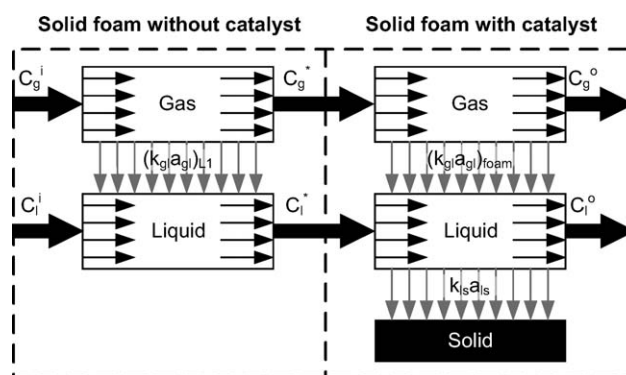 Solid foam without catalyst
Solid foam with catalyst
C_g^i
Gas
C_g^*
Gas
C_g^o
(k_gl a_gl)_L1
(k_gl a_gl)_foam
C_l^i
Liquid
C_l^*
Liquid
C_l^o
k_ls a_ls
Solid